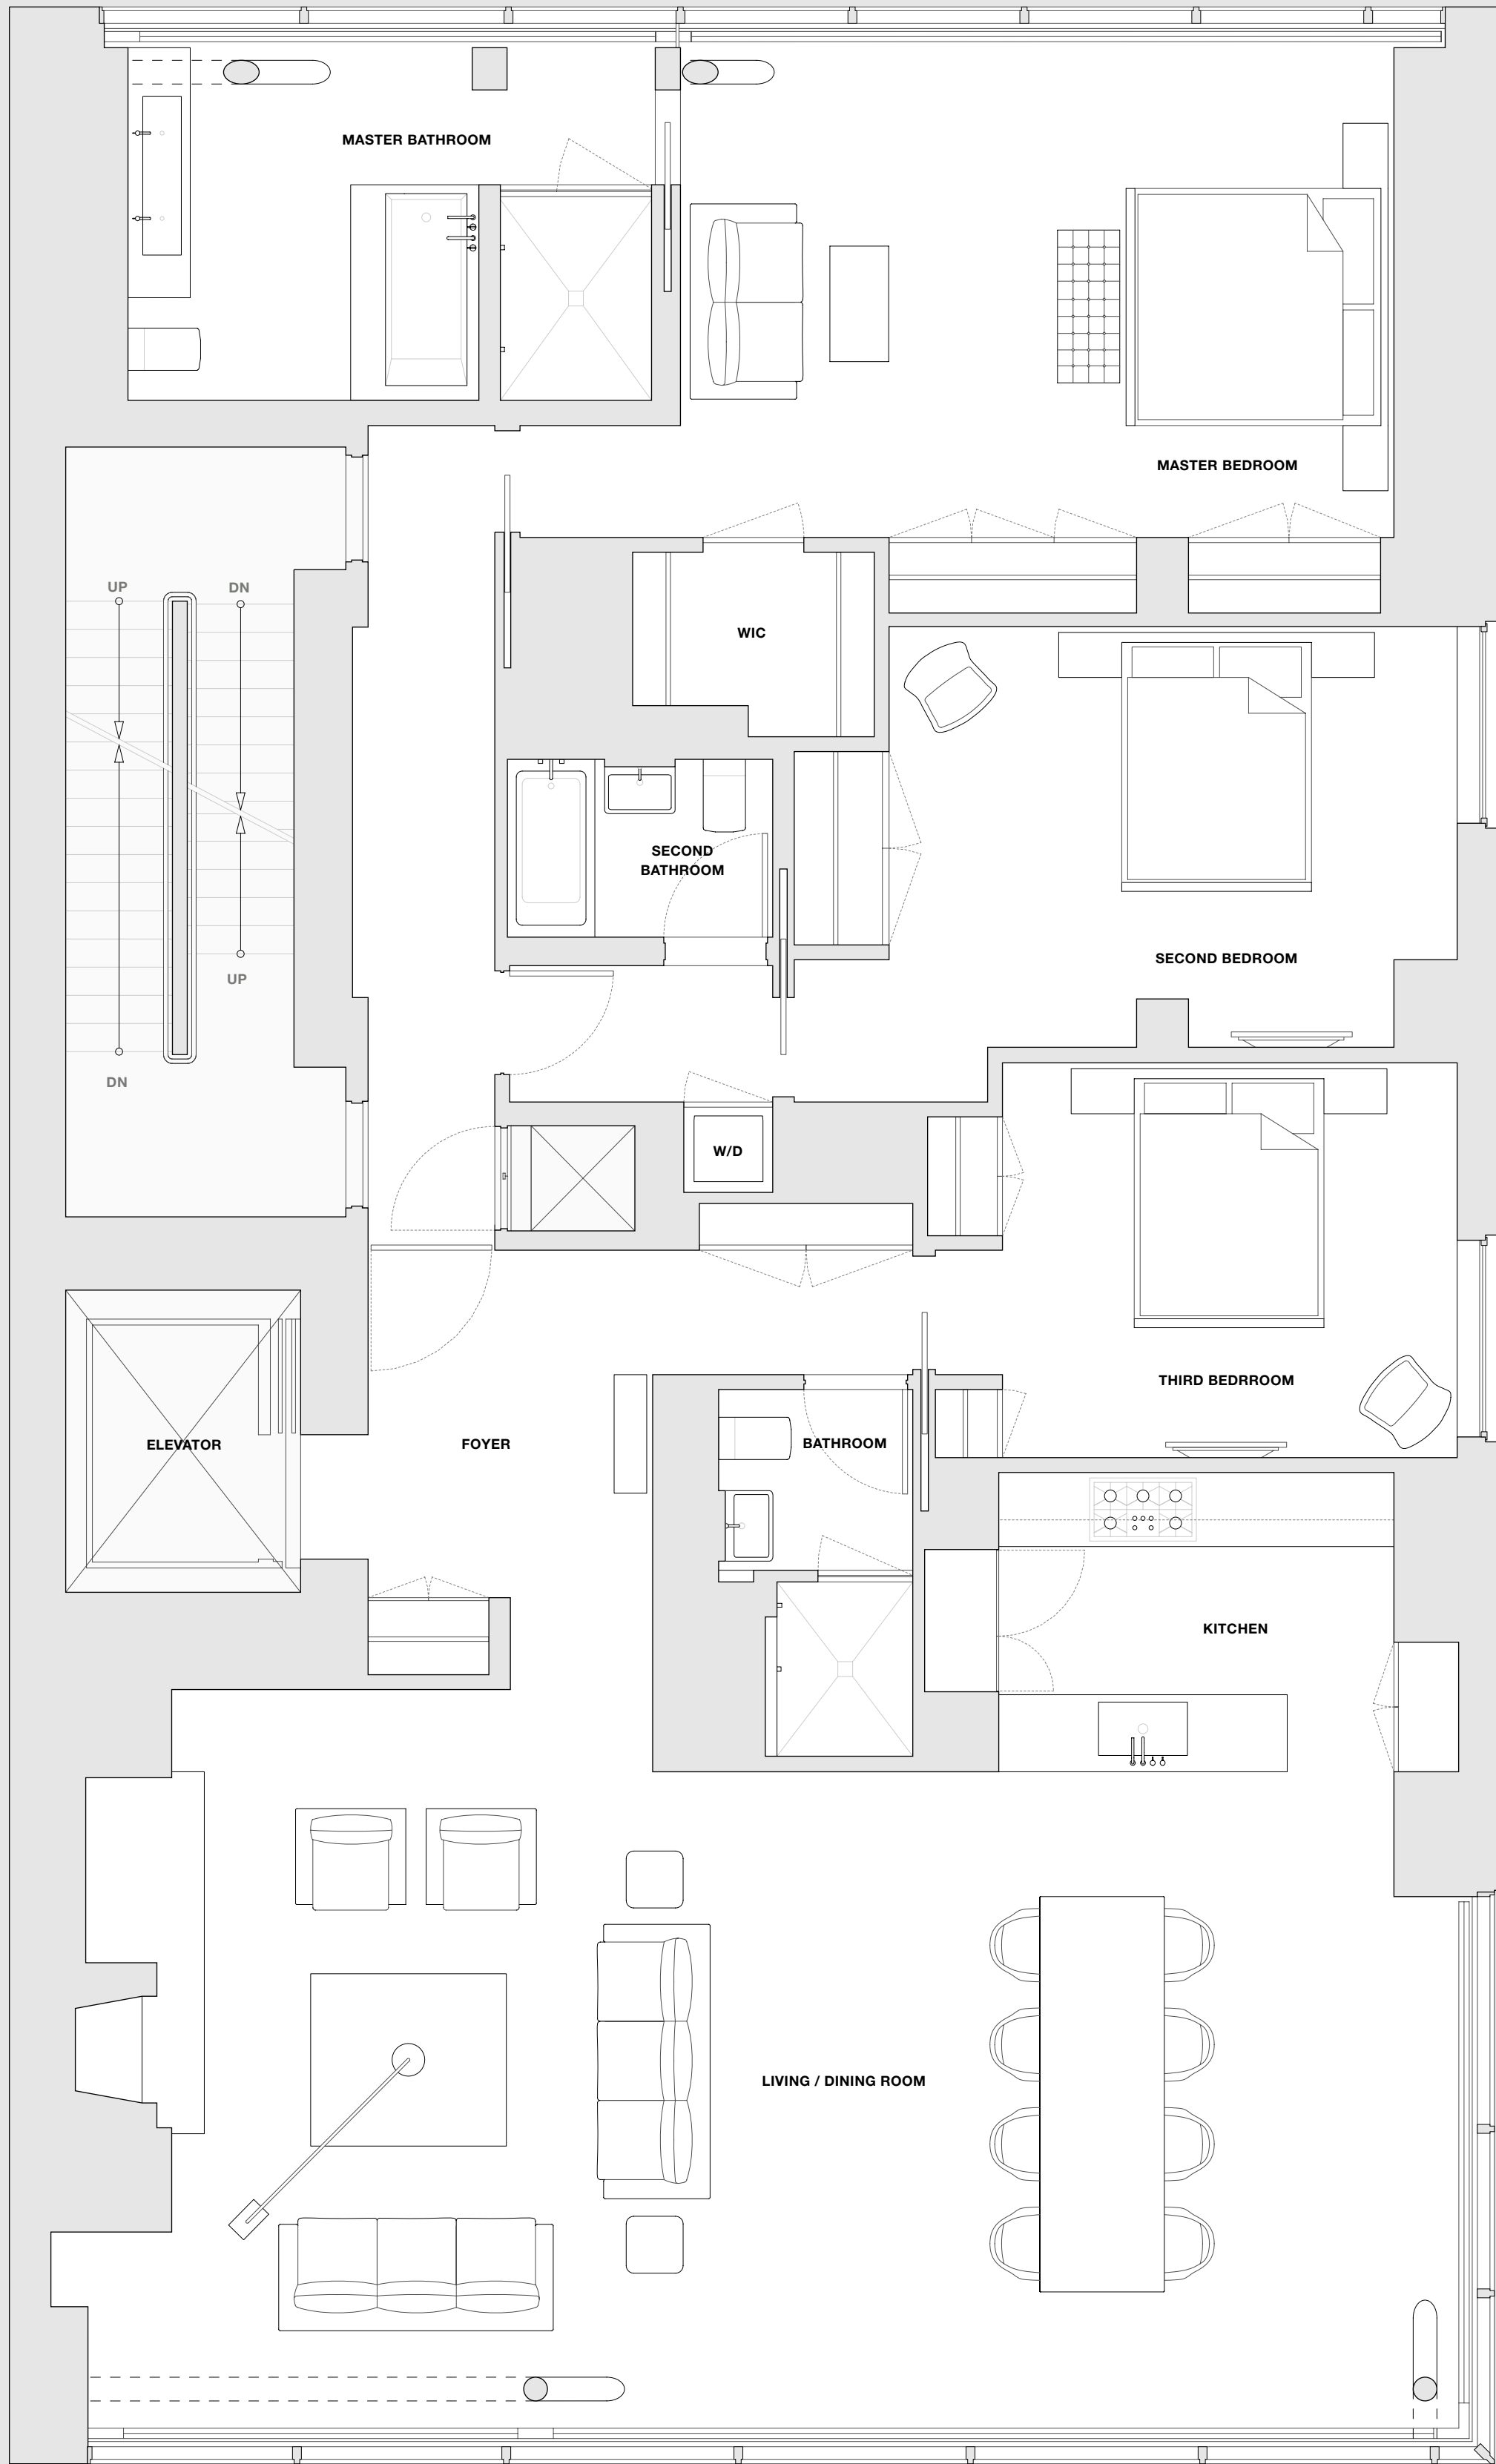 MASTER BATHROOM
MASTER BEDROOM
UP
DN
WIC
SECOND
BATHROOM
SECOND BEDROOM
UP
DN
W/D
THIRD BEDRROOM
ELEVATOR
FOYER
BATHROOM
KITCHEN
LIVING / DINING ROOM